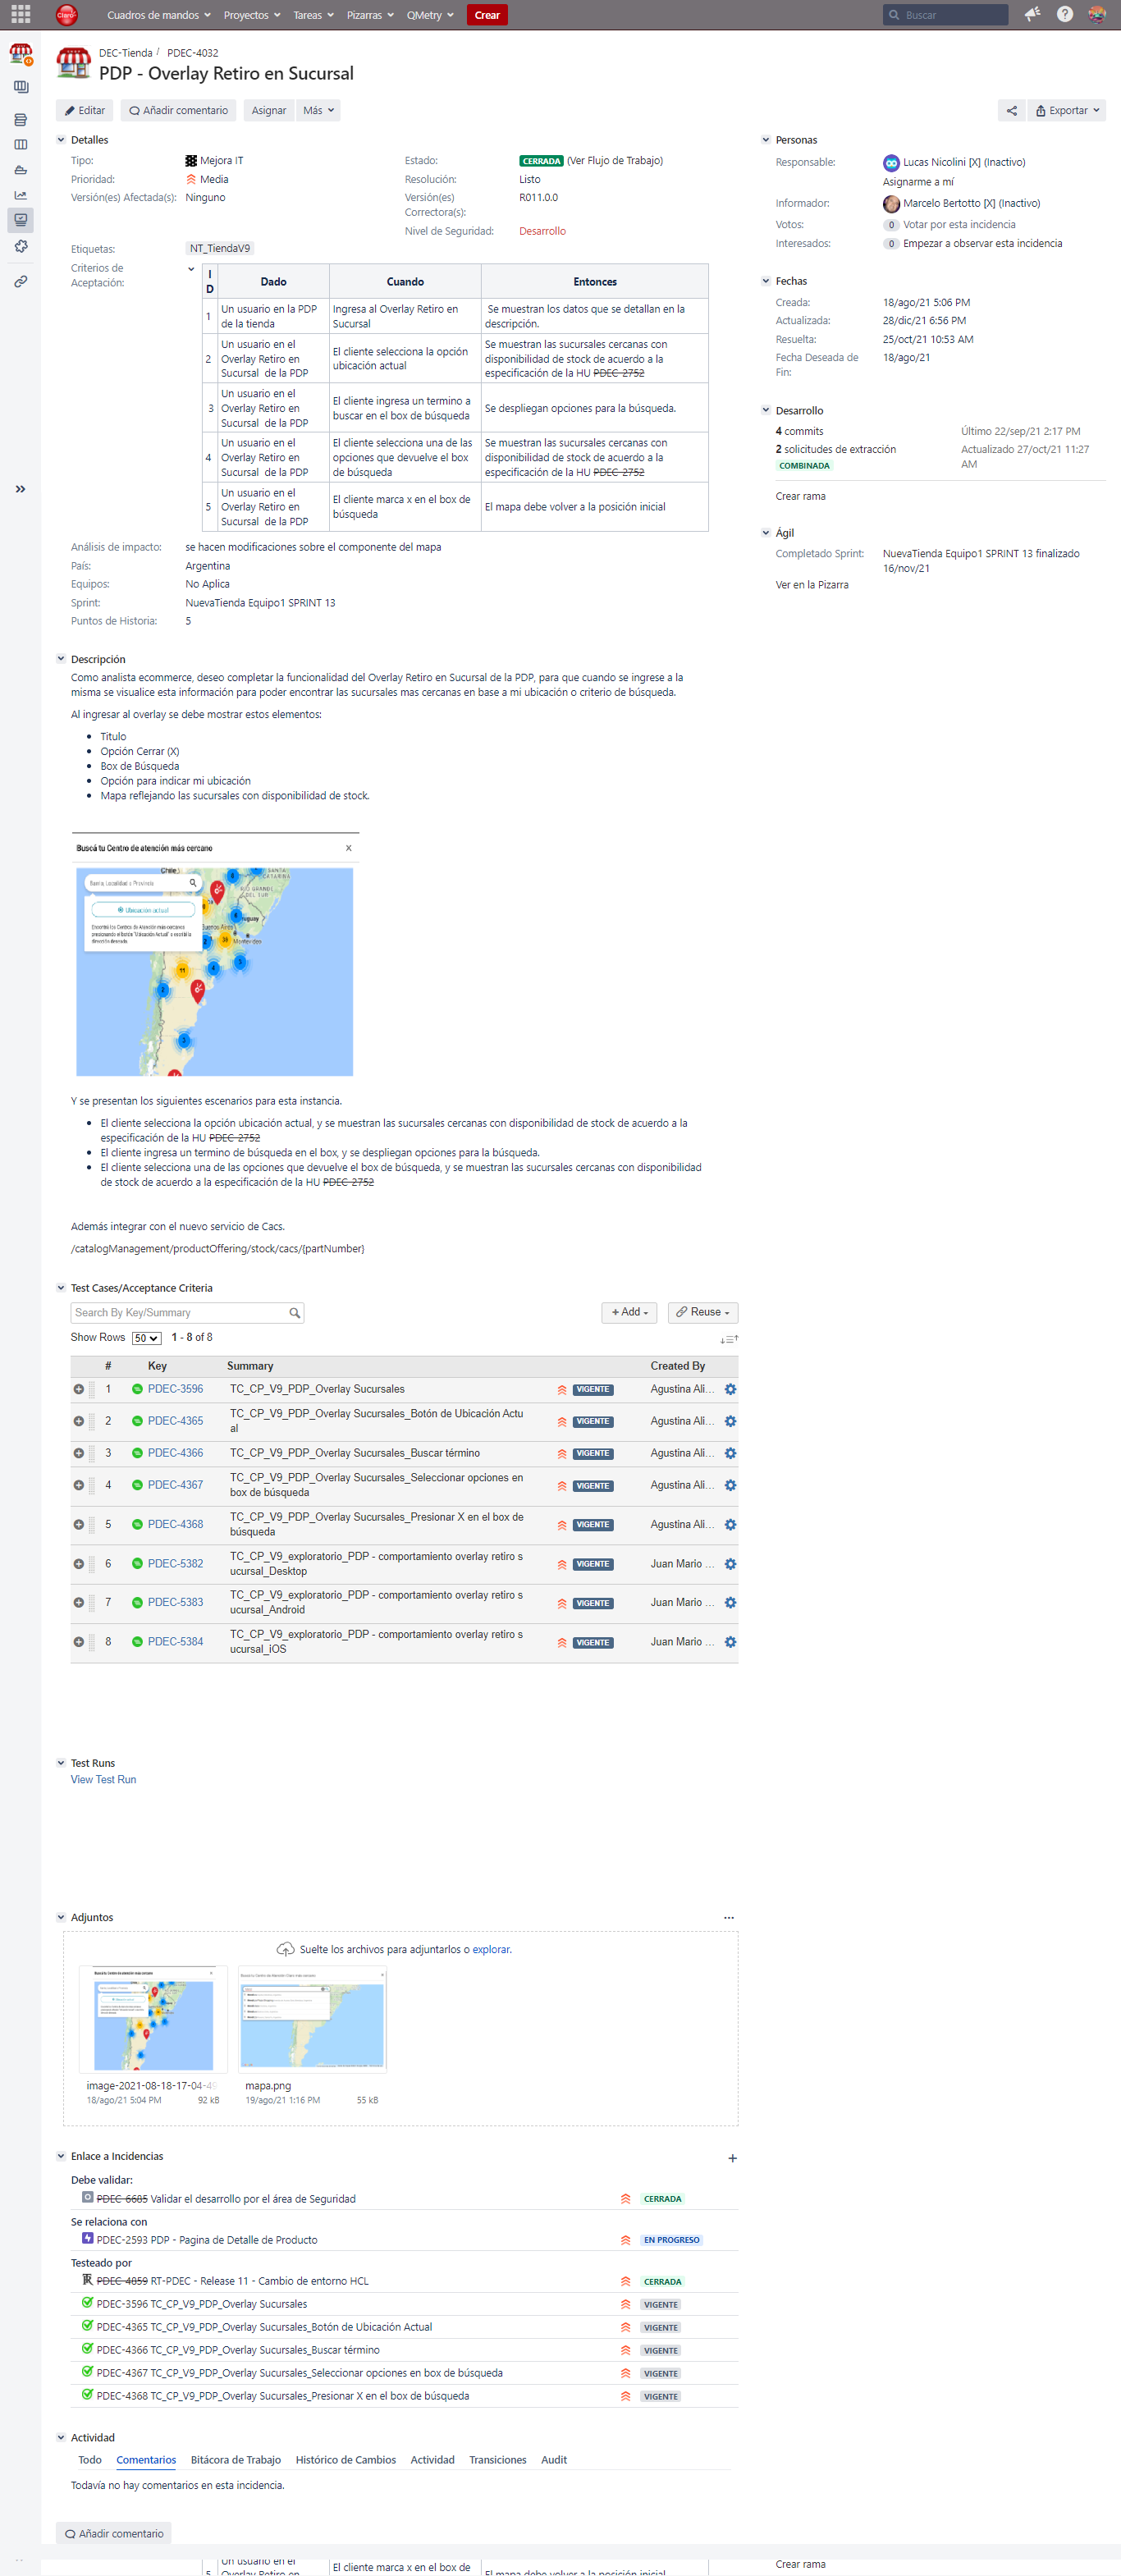 Claro
Cuadros de mandos Proyectos Tareas Pizarras QMetry Crear Buscar
DEC-Tienda / PDEC-4032
PDP - Overlay Retiro en Sucursal
Editar Añadir comentario Asignar Más Exportar
Detalles
Tipo: Mejora IT
Prioridad: Media
Versión(es) Afectada(s): Ninguno
Estado: CERRADA (Ver Flujo de Trabajo)
Resolución: Listo
Versión(es) Correctora(s): R011.0.0
Nivel de Seguridad: Desarrollo
Etiquetas: NT_TiendaV9
Criterios de Aceptación:
ID Dado Cuando Entonces
1 Un usuario en la PDP de la tienda Ingresa al Overlay Retiro en Sucursal Se muestran los datos que se detallan en la descripción.
2 Un usuario en el Overlay Retiro en Sucursal de la PDP El cliente selecciona la opción ubicación actual Se muestran las sucursales cercanas con disponibilidad de stock de acuerdo a la especificación de la HU PDEC-2752
3 Un usuario en el Overlay Retiro en Sucursal de la PDP El cliente ingresa un termino a buscar en el box de búsqueda Se despliegan opciones para la búsqueda.
4 Un usuario en el Overlay Retiro en Sucursal de la PDP El cliente selecciona una de las opciones que devuelve el box de búsqueda Se muestran las sucursales cercanas con disponibilidad de stock de acuerdo a la especificación de la HU PDEC-2752
5 Un usuario en el Overlay Retiro en Sucursal de la PDP El cliente marca x en el box de búsqueda El mapa debe volver a la posición inicial
Análisis de impacto: se hacen modificaciones sobre el componente del mapa
País: Argentina
Equipos: No Aplica
Sprint: NuevaTienda Equipo1 SPRINT 13
Puntos de Historia: 5
Personas
Responsable: Lucas Nicolini [X] (Inactivo)
Asignarme a mí
Informador: Marcelo Bertotto [X] (Inactivo)
Votos: 0 Votar por esta incidencia
Interesados: 0 Empezar a observar esta incidencia
Fechas
Creada: 18/ago/21 5:06 PM
Actualizada: 28/dic/21 6:56 PM
Resuelta: 25/oct/21 10:53 AM
Fecha Deseada de Fin: 18/ago/21
Desarrollo
4 commits Último 22/sep/21 2:17 PM
2 solicitudes de extracción Actualizado 27/oct/21 11:27 AM
COMBINADA
Crear rama
Ágil
Completado Sprint: NuevaTienda Equipo1 SPRINT 13 finalizado 16/nov/21
Ver en la Pizarra
Descripción
Como analista ecommerce, deseo completar la funcionalidad del Overlay Retiro en Sucursal de la PDP, para que cuando se ingrese a la
misma se visualice esta información para poder encontrar las sucursales mas cercanas en base a mi ubicación o criterio de búsqueda.
Al ingresar al overlay se debe mostrar estos elementos:
Titulo
Opción Cerrar (X)
Box de Búsqueda
Opción para indicar mi ubicación
Mapa reflejando las sucursales con disponibilidad de stock.
Buscá tu Centro de atención más cercano x
Chile SANTA CATARINA
RIO GRANDE DEL SUR
Ubicación actual
Uruguay
Buenos Aires
Montevideo
Y se presentan los siguientes escenarios para esta instancia.
El cliente selecciona la opción ubicación actual, y se muestran las sucursales cercanas con disponibilidad de stock de acuerdo a la
especificación de la HU PDEC-2752
El cliente ingresa un termino de búsqueda en el box, y se despliegan opciones para la búsqueda.
El cliente selecciona una de las opciones que devuelve el box de búsqueda, y se muestran las sucursales cercanas con disponibilidad
de stock de acuerdo a la especificación de la HU PDEC-2752
Además integrar con el nuevo servicio de Cacs.
/catalogManagement/productOffering/stock/cacs/{partNumber}
Test Cases/Acceptance Criteria
Search By Key/Summary + Add Reuse
Show Rows 50 1 - 8 of 8
# Key Summary Created By
1 PDEC-3596 TC_CP_V9_PDP_Overlay Sucursales VIGENTE Agustina Ali...
2 PDEC-4365 TC_CP_V9_PDP_Overlay Sucursales_Botón de Ubicación Actual VIGENTE Agustina Ali...
3 PDEC-4366 TC_CP_V9_PDP_Overlay Sucursales_Buscar término VIGENTE Agustina Ali...
4 PDEC-4367 TC_CP_V9_PDP_Overlay Sucursales_Seleccionar opciones en box de búsqueda VIGENTE Agustina Ali...
5 PDEC-4368 TC_CP_V9_PDP_Overlay Sucursales_Presionar X en el box de búsqueda VIGENTE Agustina Ali...
6 PDEC-5382 TC_CP_V9_exploratorio_PDP - comportamiento overlay retiro sucursal_Desktop VIGENTE Juan Mario ...
7 PDEC-5383 TC_CP_V9_exploratorio_PDP - comportamiento overlay retiro sucursal_Android VIGENTE Juan Mario ...
8 PDEC-5384 TC_CP_V9_exploratorio_PDP - comportamiento overlay retiro sucursal_iOS VIGENTE Juan Mario ...
Test Runs
View Test Run
Adjuntos
Suelte los archivos para adjuntarlos o explorar.
image-2021-08-18-17-04-49 mapa.png
18/ago/21 5:04 PM 92 kB 19/ago/21 1:16 PM 55 kB
Enlace a Incidencias
Debe validar:
PDEC-6685 Validar el desarrollo por el área de Seguridad CERRADA
Se relaciona con
PDEC-2593 PDP - Pagina de Detalle de Producto EN PROGRESO
Testeado por
PDEC-4859 RT-PDEC - Release 11 - Cambio de entorno HCL CERRADA
PDEC-3596 TC_CP_V9_PDP_Overlay Sucursales VIGENTE
PDEC-4365 TC_CP_V9_PDP_Overlay Sucursales_Botón de Ubicación Actual VIGENTE
PDEC-4366 TC_CP_V9_PDP_Overlay Sucursales_Buscar término VIGENTE
PDEC-4367 TC_CP_V9_PDP_Overlay Sucursales_Seleccionar opciones en box de búsqueda VIGENTE
PDEC-4368 TC_CP_V9_PDP_Overlay Sucursales_Presionar X en el box de búsqueda VIGENTE
Actividad
Todo Comentarios Bitácora de Trabajo Histórico de Cambios Actividad Transiciones Audit
Todavía no hay comentarios en esta incidencia.
Añadir comentario
Un usuario en el El cliente marca x en el box de Crear rama
5 Overlay Retiro en El mapa debe volver a la posición inicial